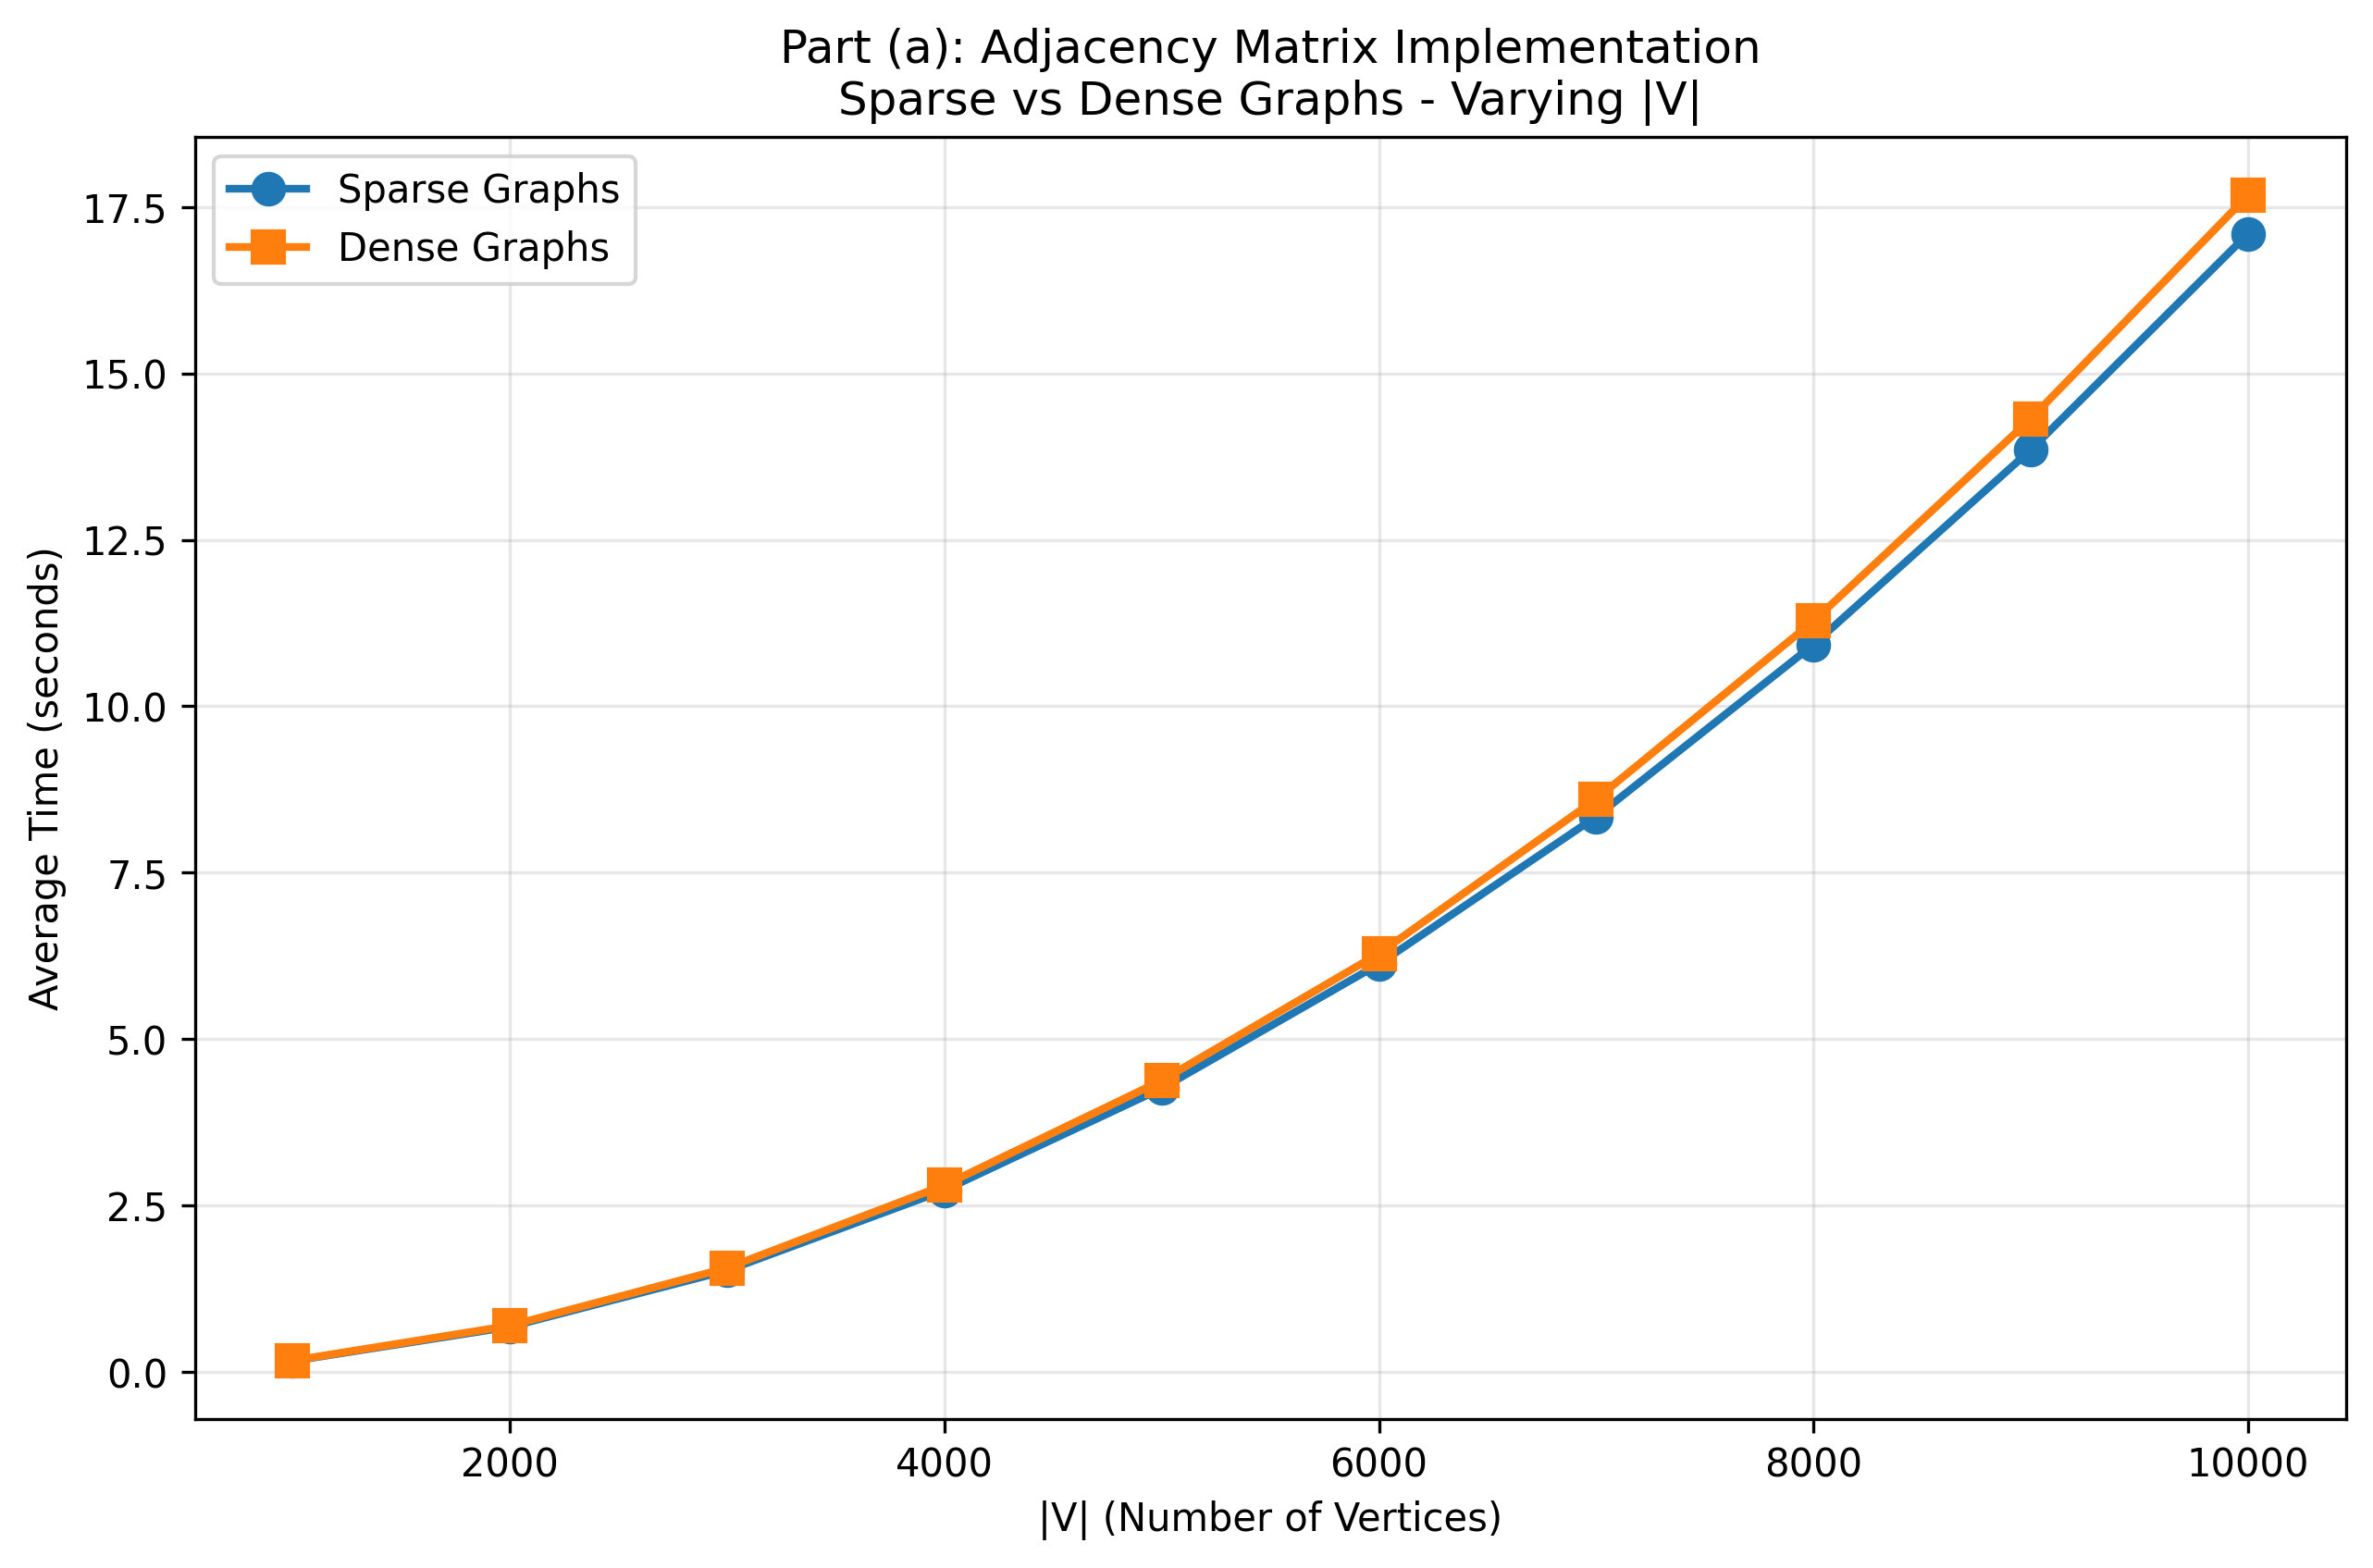 Part (a): Adjacency Matrix Implementation
Sparse vs Dense Graphs - Varying |V|
Sparse Graphs
Dense Graphs
Average Time (seconds)
17.5
15.0
12.5
10.0
7.5
5.0
2.5
0.0
2000
4000
6000
8000
10000
|V| (Number of Vertices)